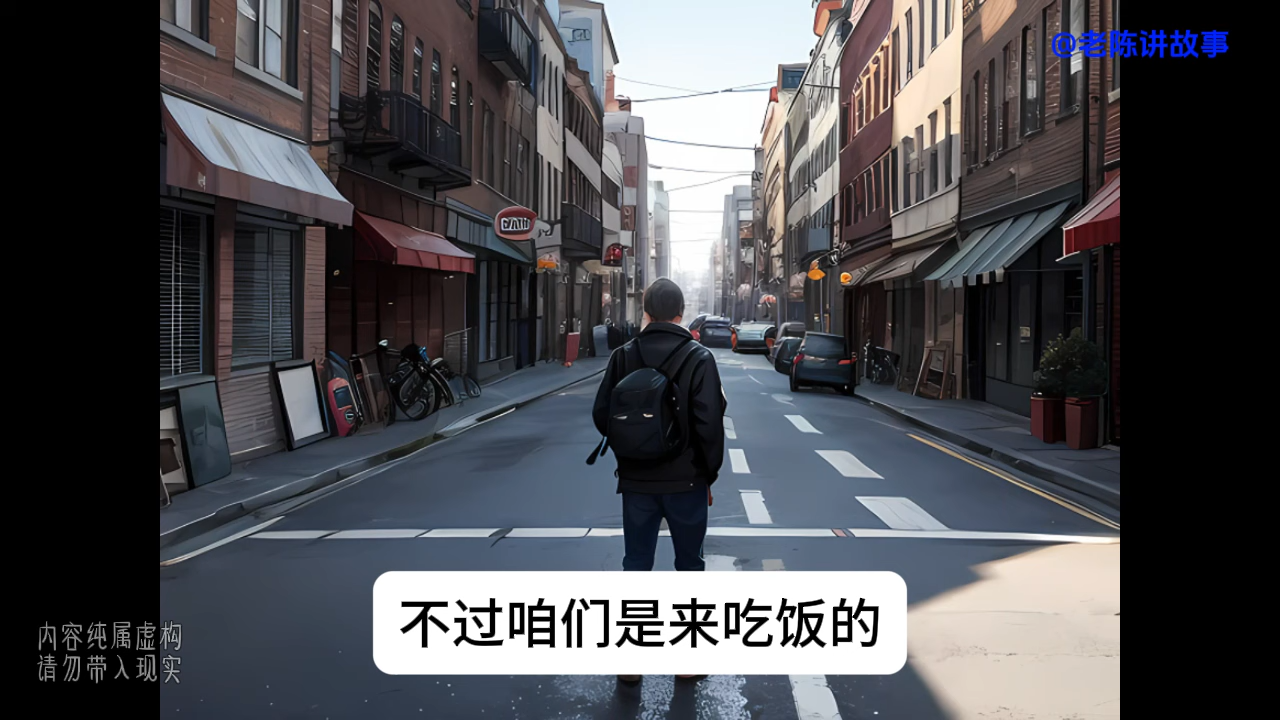 @老陈讲故事
不过咱们是来吃饭的
内容纯属虚构
请勿带入现实